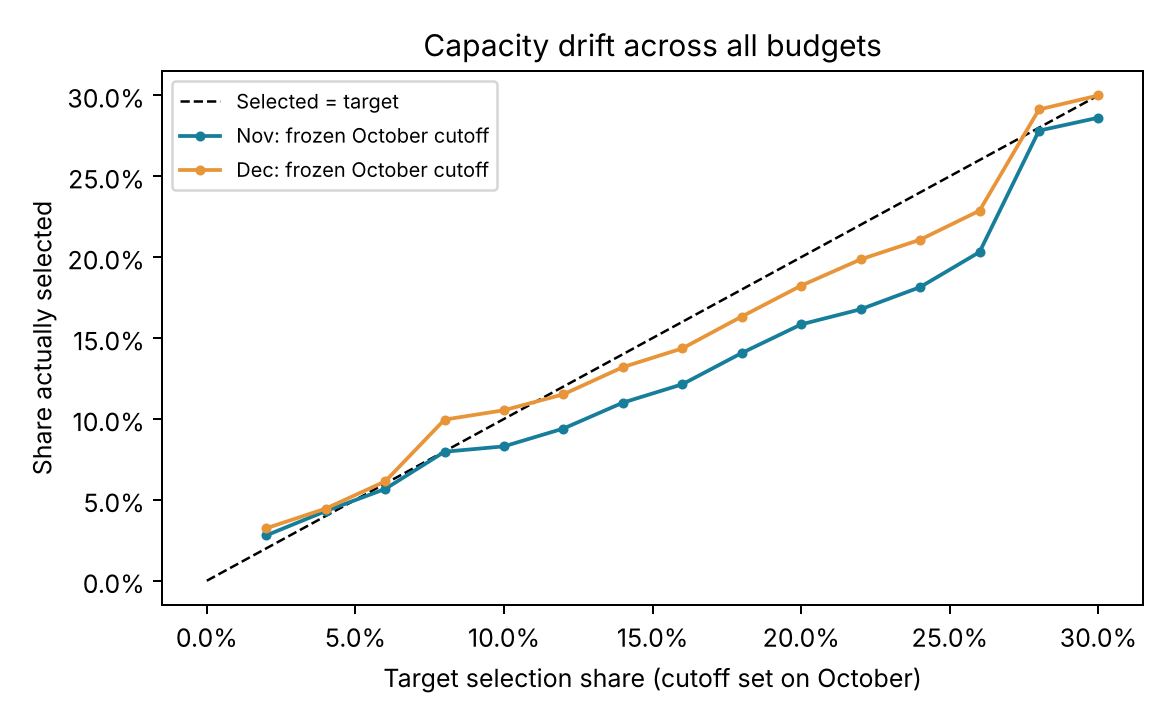 Capacity drift across all budgets
Selected = target
Nov: frozen October cutoff
Dec: frozen October cutoff
Share actually selected
30.0%
25.0%
20.0%
15.0%
10.0%
5.0%
0.0%
0.0% 5.0% 10.0% 15.0% 20.0% 25.0% 30.0%
Target selection share (cutoff set on October)